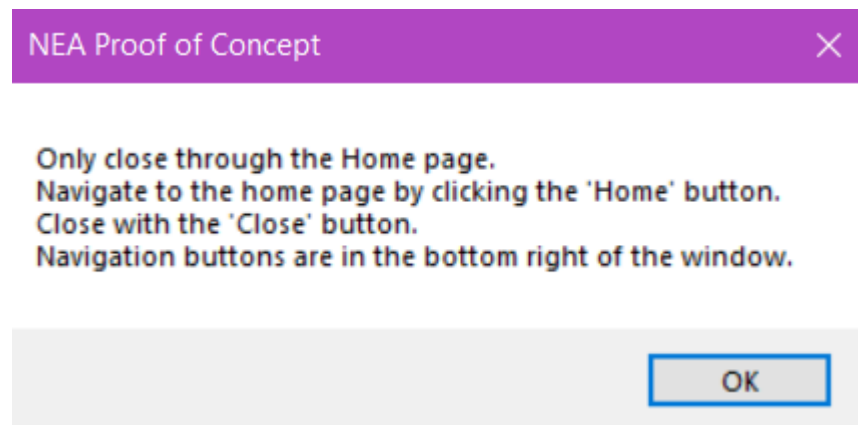 NEA Proof of Concept
Only close through the Home page.
Navigate to the home page by clicking the 'Home' button.
Close with the 'Close' button.
Navigation buttons are in the bottom right of the window.
OK